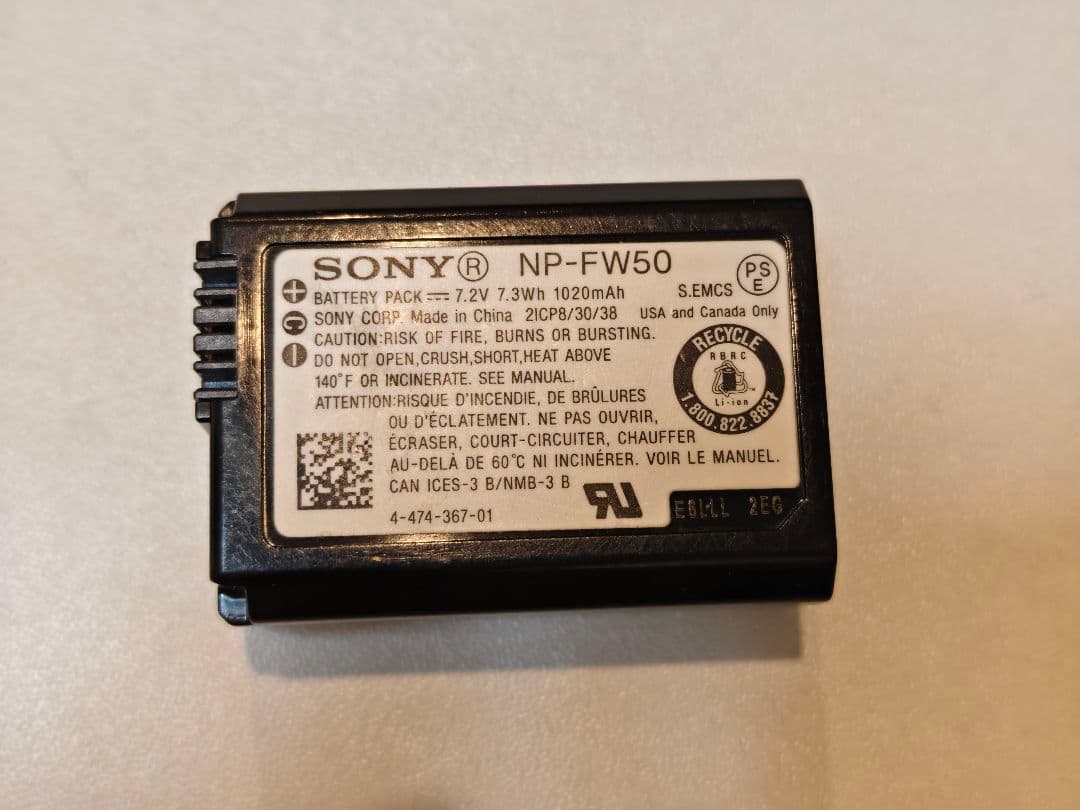 SONY® NP-FW50
PS
E
BATTERY PACK 7.2V 7.3Wh 1020mAh S.EMCS
SONY CORP. Made in China 2ICP8/30/38 USA and Canada Only
CAUTION:RISK OF FIRE, BURNS OR BURSTING.
DO NOT OPEN,CRUSH,SHORT,HEAT ABOVE
140°F OR INCINERATE. SEE MANUAL.
ATTENTION:RISQUE D'INCENDIE, DE BRÛLURES
OU D'ÉCLATEMENT. NE PAS OUVRIR,
ÉCRASER, COURT-CIRCUITER, CHAUFFER
AU-DELÀ DE 60°C NI INCINÉRER. VOIR LE MANUEL.
CAN ICES-3 B/NMB-3 B
4-474-367-01
RECYCLE
RBRC
Li-ion
1.800.822.8837
2EG